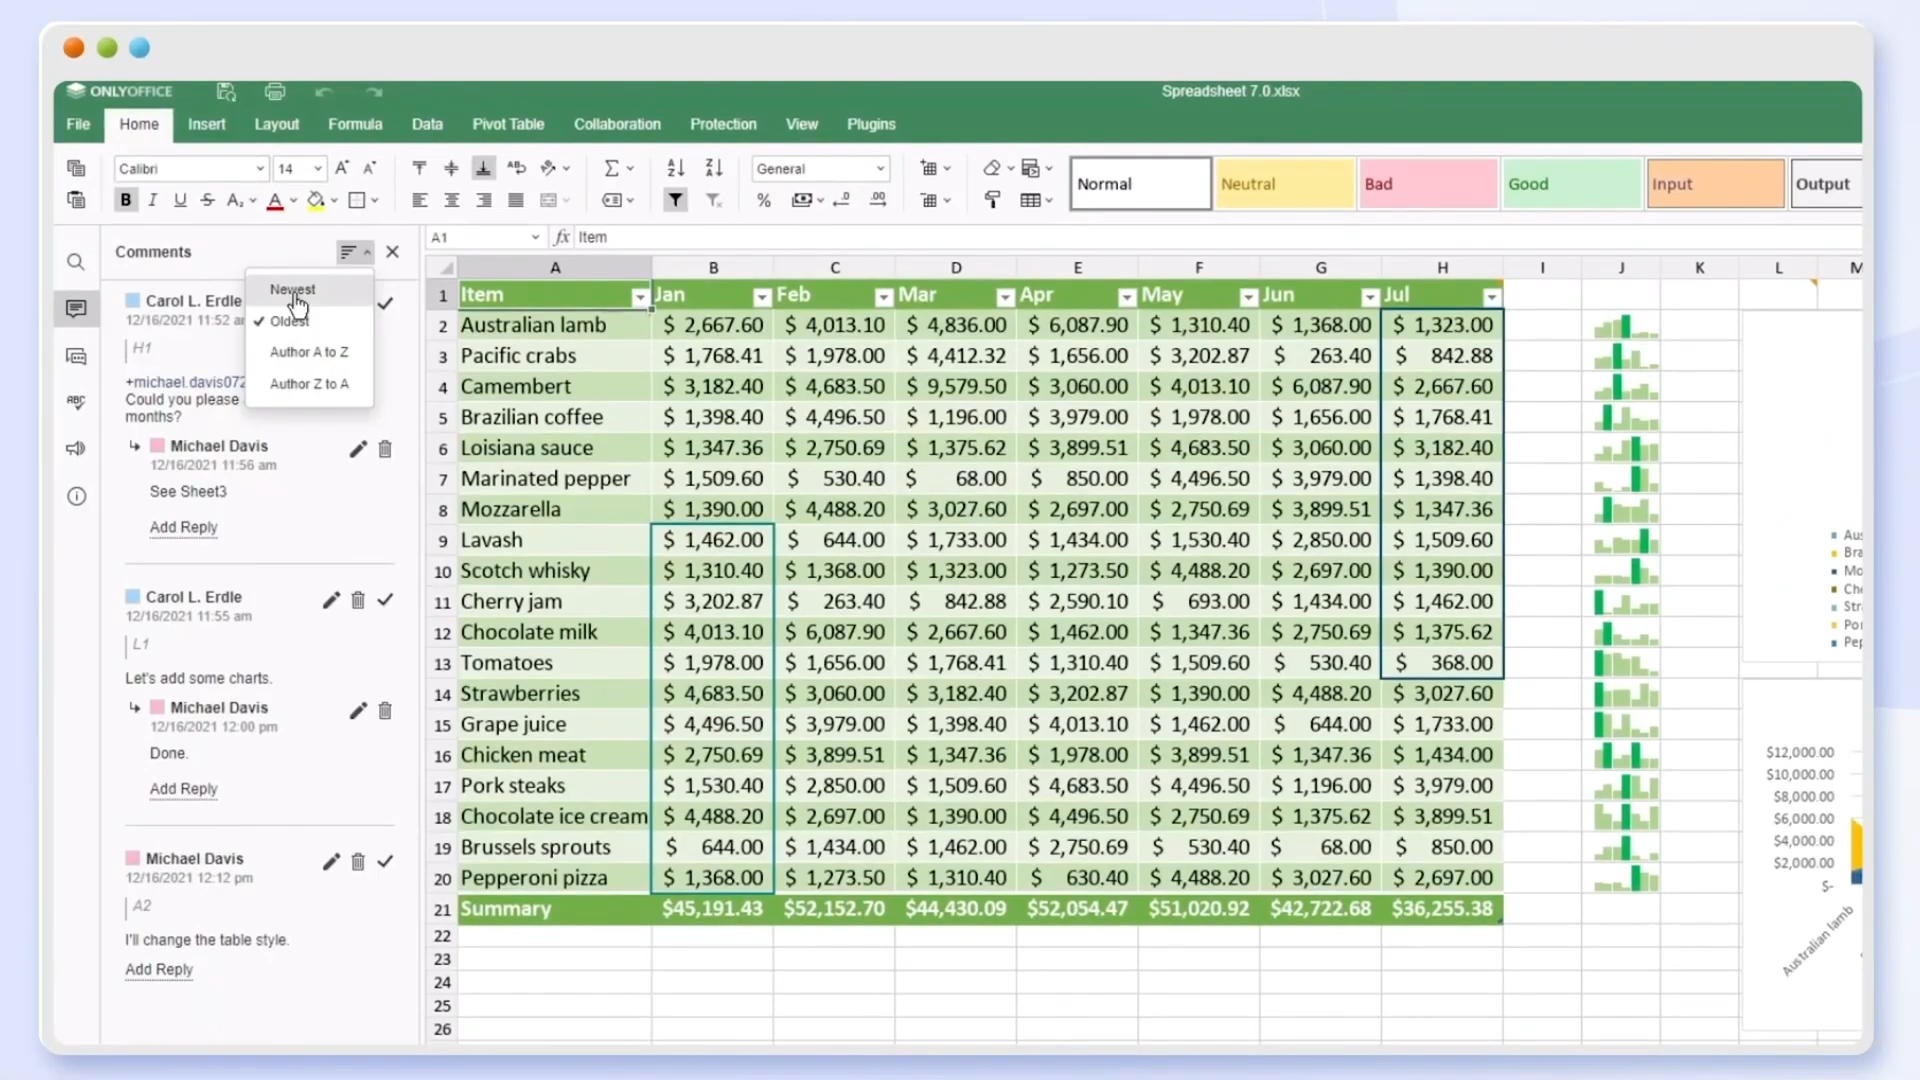 ONLYOFFICE
Spreadsheet 7.0.xlsx
File Home Insert Layout Formula Data Pivot Table Collaboration Protection View Plugins
Calibri 14 General Normal Neutral Bad Good Input Output
B I U S
A1 fx Item
Comments
Newest
Oldest
Author A to Z
Author Z to A
Carol L. Erdle
12/16/2021 11:52
H1
+michael.davis072
Could you please
months?
Michael Davis
12/16/2021 11:56 am
See Sheet3
Add Reply
Carol L. Erdle
12/16/2021 11:55 am
L1
Let's add some charts.
Michael Davis
12/16/2021 12:00 pm
Done.
Add Reply
Michael Davis
12/16/2021 12:12 pm
A2
I'll change the table style.
Add Reply
A B C D E F G H I J K L M
1 Item Jan Feb Mar Apr May Jun Jul
2 Australian lamb $ 2,667.60 $ 4,013.10 $ 4,836.00 $ 6,087.90 $ 1,310.40 $ 1,368.00 $ 1,323.00
3 Pacific crabs $ 1,768.41 $ 1,978.00 $ 4,412.32 $ 1,656.00 $ 3,202.87 $ 263.40 $ 842.88
4 Camembert $ 3,182.40 $ 4,683.50 $ 9,579.50 $ 3,060.00 $ 4,013.10 $ 6,087.90 $ 2,667.60
5 Brazilian coffee $ 1,398.40 $ 4,496.50 $ 1,196.00 $ 3,979.00 $ 1,978.00 $ 1,656.00 $ 1,768.41
6 Loisiana sauce $ 1,347.36 $ 2,750.69 $ 1,375.62 $ 3,899.51 $ 4,683.50 $ 3,060.00 $ 3,182.40
7 Marinated pepper $ 1,509.60 $ 530.40 $ 68.00 $ 850.00 $ 4,496.50 $ 3,979.00 $ 1,398.40
8 Mozzarella $ 1,390.00 $ 4,488.20 $ 3,027.60 $ 2,697.00 $ 2,750.69 $ 3,899.51 $ 1,347.36
9 Lavash $ 1,462.00 $ 644.00 $ 1,733.00 $ 1,434.00 $ 1,530.40 $ 2,850.00 $ 1,509.60
10 Scotch whisky $ 1,310.40 $ 1,368.00 $ 1,323.00 $ 1,273.50 $ 4,488.20 $ 2,697.00 $ 1,390.00
11 Cherry jam $ 3,202.87 $ 263.40 $ 842.88 $ 2,590.10 $ 693.00 $ 1,434.00 $ 1,462.00
12 Chocolate milk $ 4,013.10 $ 6,087.90 $ 2,667.60 $ 1,462.00 $ 1,347.36 $ 2,750.69 $ 1,375.62
13 Tomatoes $ 1,978.00 $ 1,656.00 $ 1,768.41 $ 1,310.40 $ 1,509.60 $ 530.40 $ 368.00
14 Strawberries $ 4,683.50 $ 3,060.00 $ 3,182.40 $ 3,202.87 $ 1,390.00 $ 4,488.20 $ 3,027.60
15 Grape juice $ 4,496.50 $ 3,979.00 $ 1,398.40 $ 4,013.10 $ 1,462.00 $ 644.00 $ 1,733.00
16 Chicken meat $ 2,750.69 $ 3,899.51 $ 1,347.36 $ 1,978.00 $ 3,899.51 $ 1,347.36 $ 1,434.00
17 Pork steaks $ 1,530.40 $ 2,850.00 $ 1,509.60 $ 4,683.50 $ 4,496.50 $ 1,196.00 $ 3,979.00
18 Chocolate ice cream $ 4,488.20 $ 2,697.00 $ 1,390.00 $ 4,496.50 $ 2,750.69 $ 1,375.62 $ 3,899.51
19 Brussels sprouts $ 644.00 $ 1,434.00 $ 1,462.00 $ 2,750.69 $ 530.40 $ 68.00 $ 850.00
20 Pepperoni pizza $ 1,368.00 $ 1,273.50 $ 1,310.40 $ 630.40 $ 4,488.20 $ 3,027.60 $ 2,697.00
21 Summary $45,191.43 $52,152.70 $44,430.09 $52,054.47 $51,020.92 $42,722.68 $36,255.38
22
23
24
25
26
Aus
Bra
Mo
Che
Str
Por
Pep
$12,000.00
$10,000.00
$8,000.00
$6,000.00
$4,000.00
$2,000.00
$-
Australian lamb